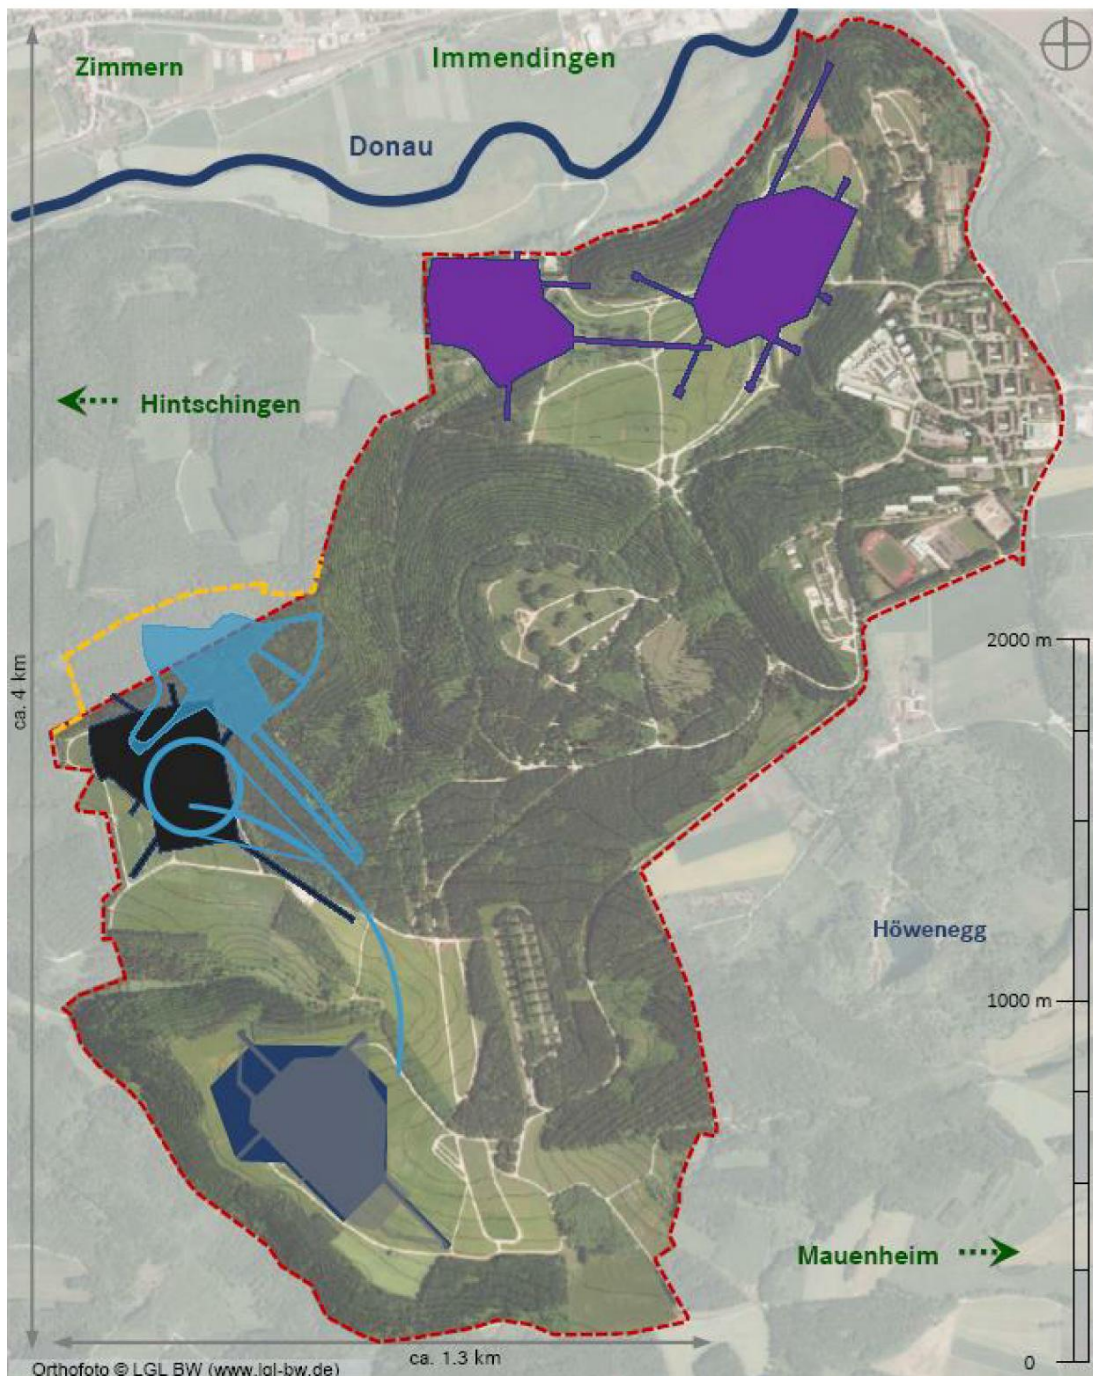 Zimmern
Immendingen
Donau
Hintschingen
2000 m
ca. 4 km
Höwenegg
1000 m
Mauenheim
ca. 1.3 km
0
Orthofoto © LGL BW (www.lgl-bw.de)